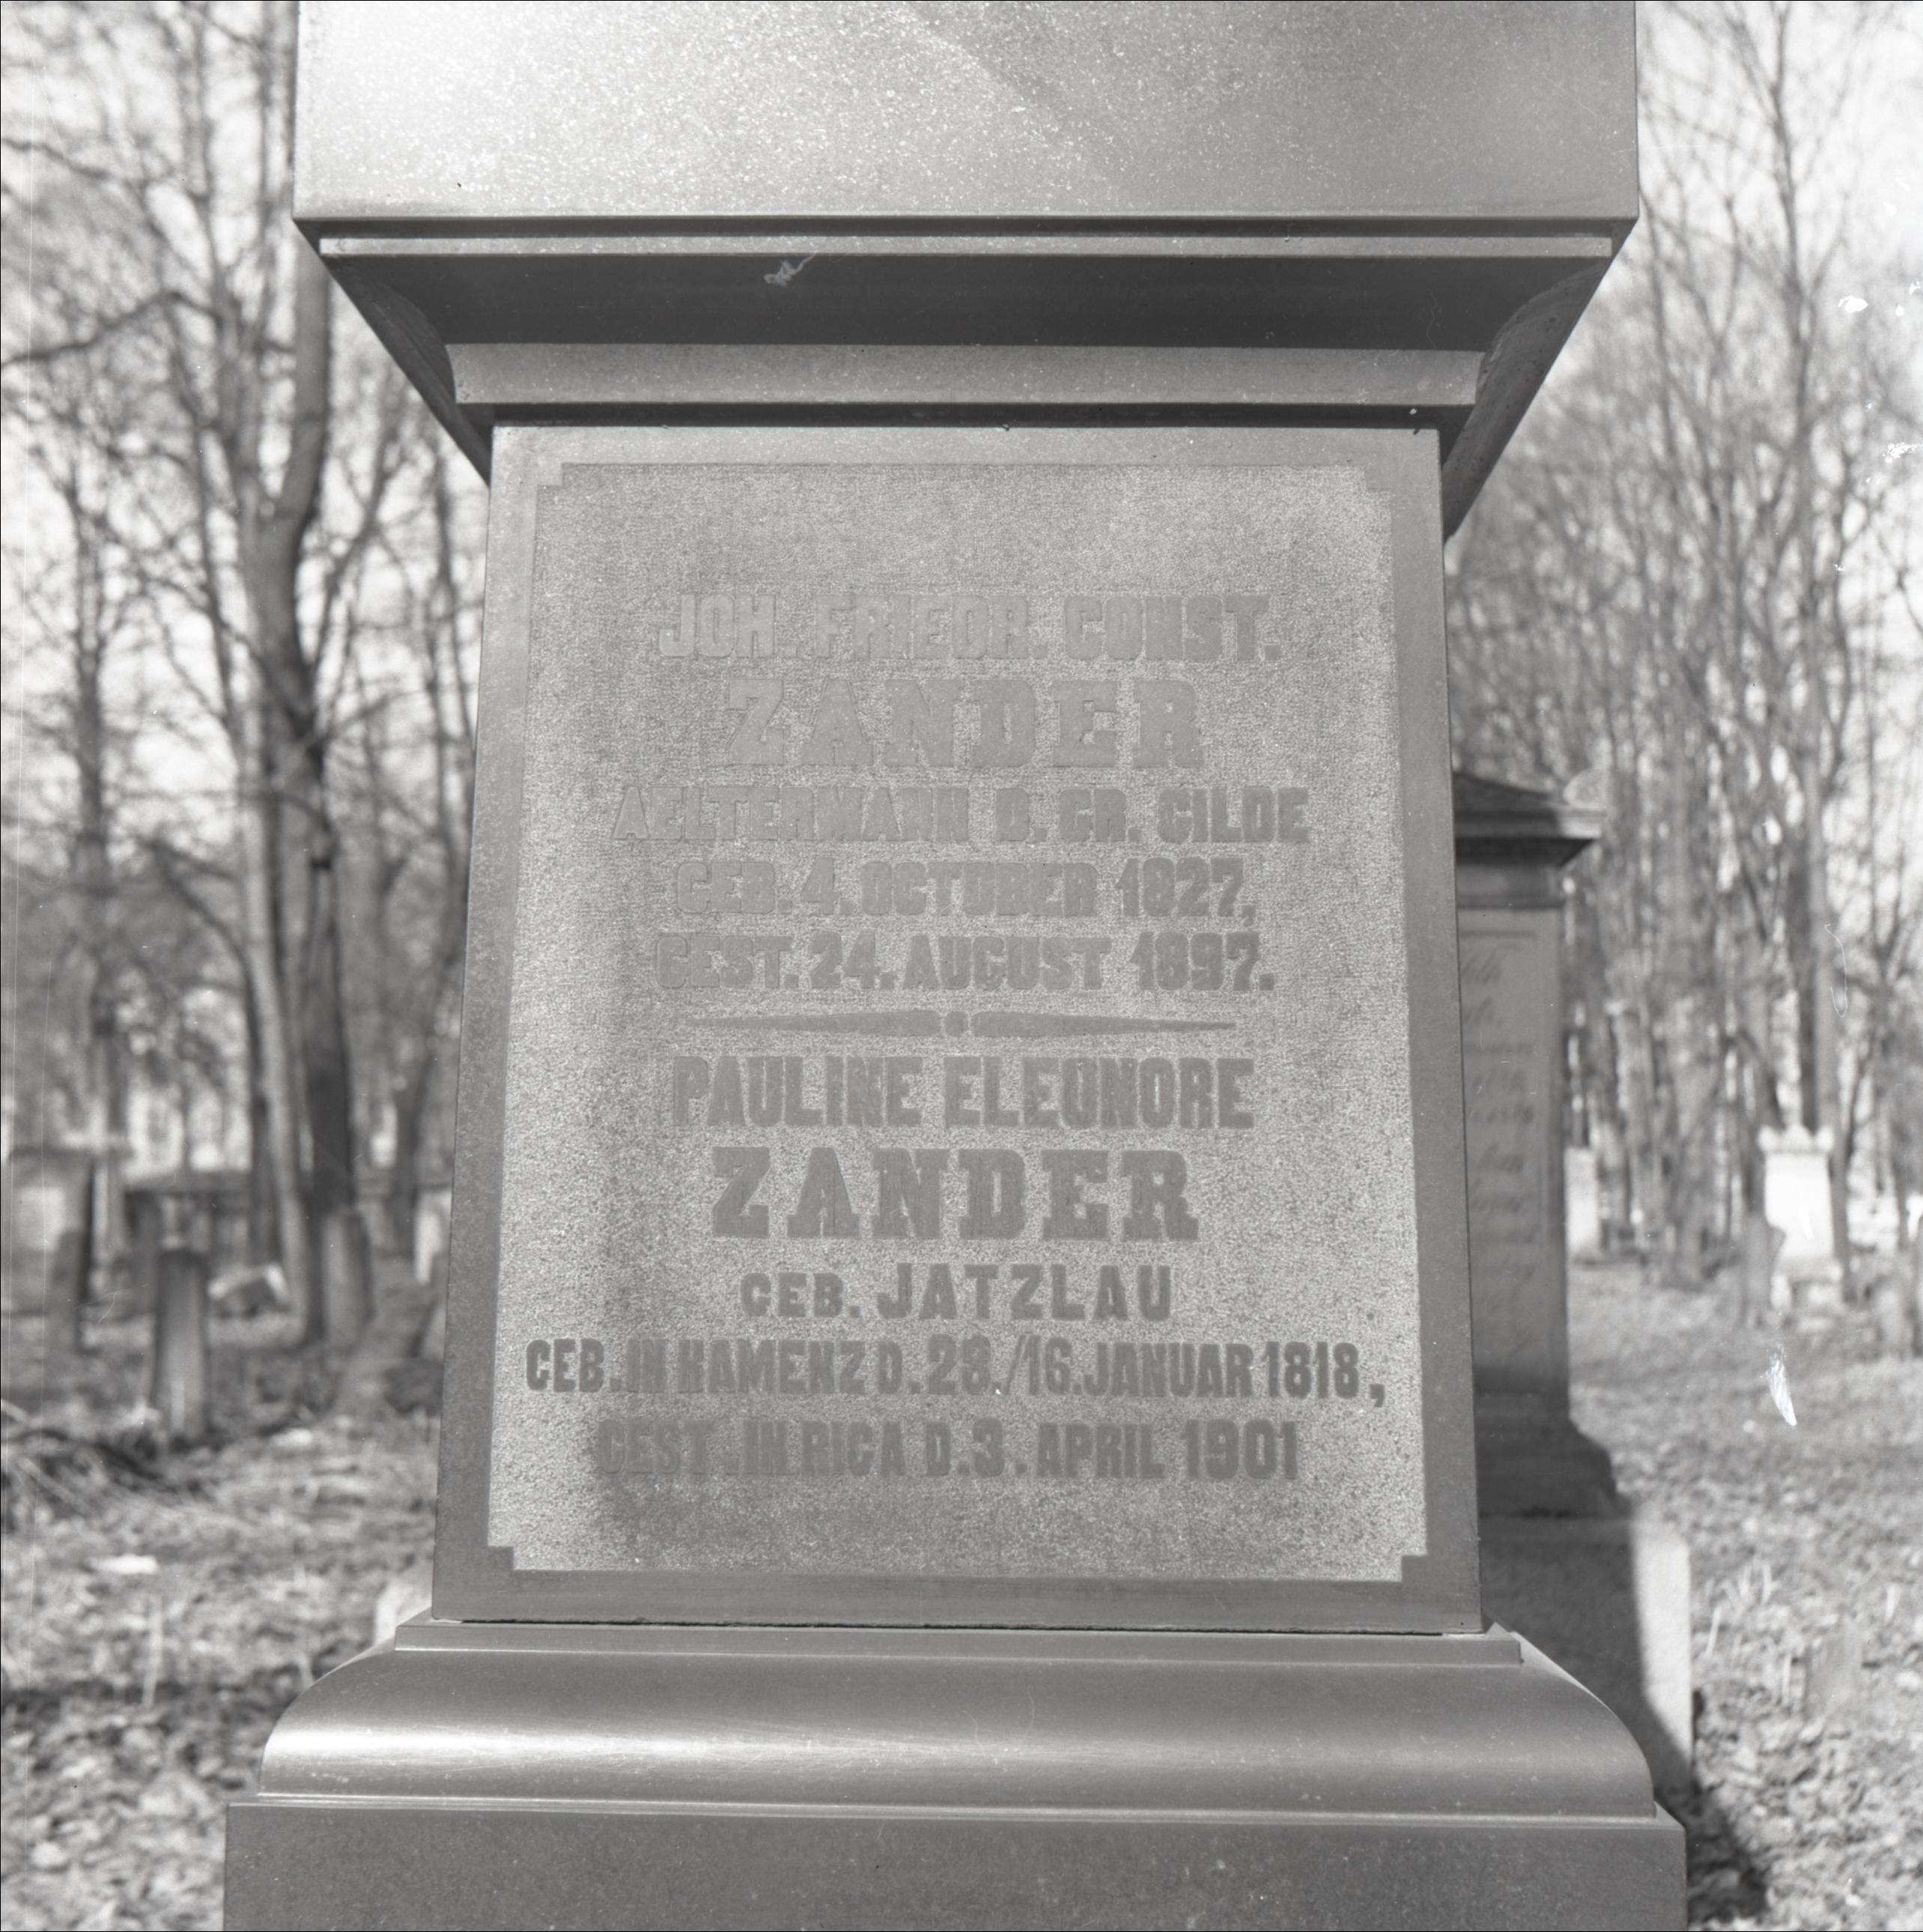 JOH. FRIEDR. CONST.
ZANDER
AELTERMANN D. GR. GILDE
GEB. 4. OCTOBER 1827,
GEST. 24. AUGUST 1897.
PAULINE ELEONORE
ZANDER
GEB. JATZLAU
GEB. IN KAMENZ D. 28./16. JANUAR 1818,
GEST. IN RIGA D. 3. APRIL 1901